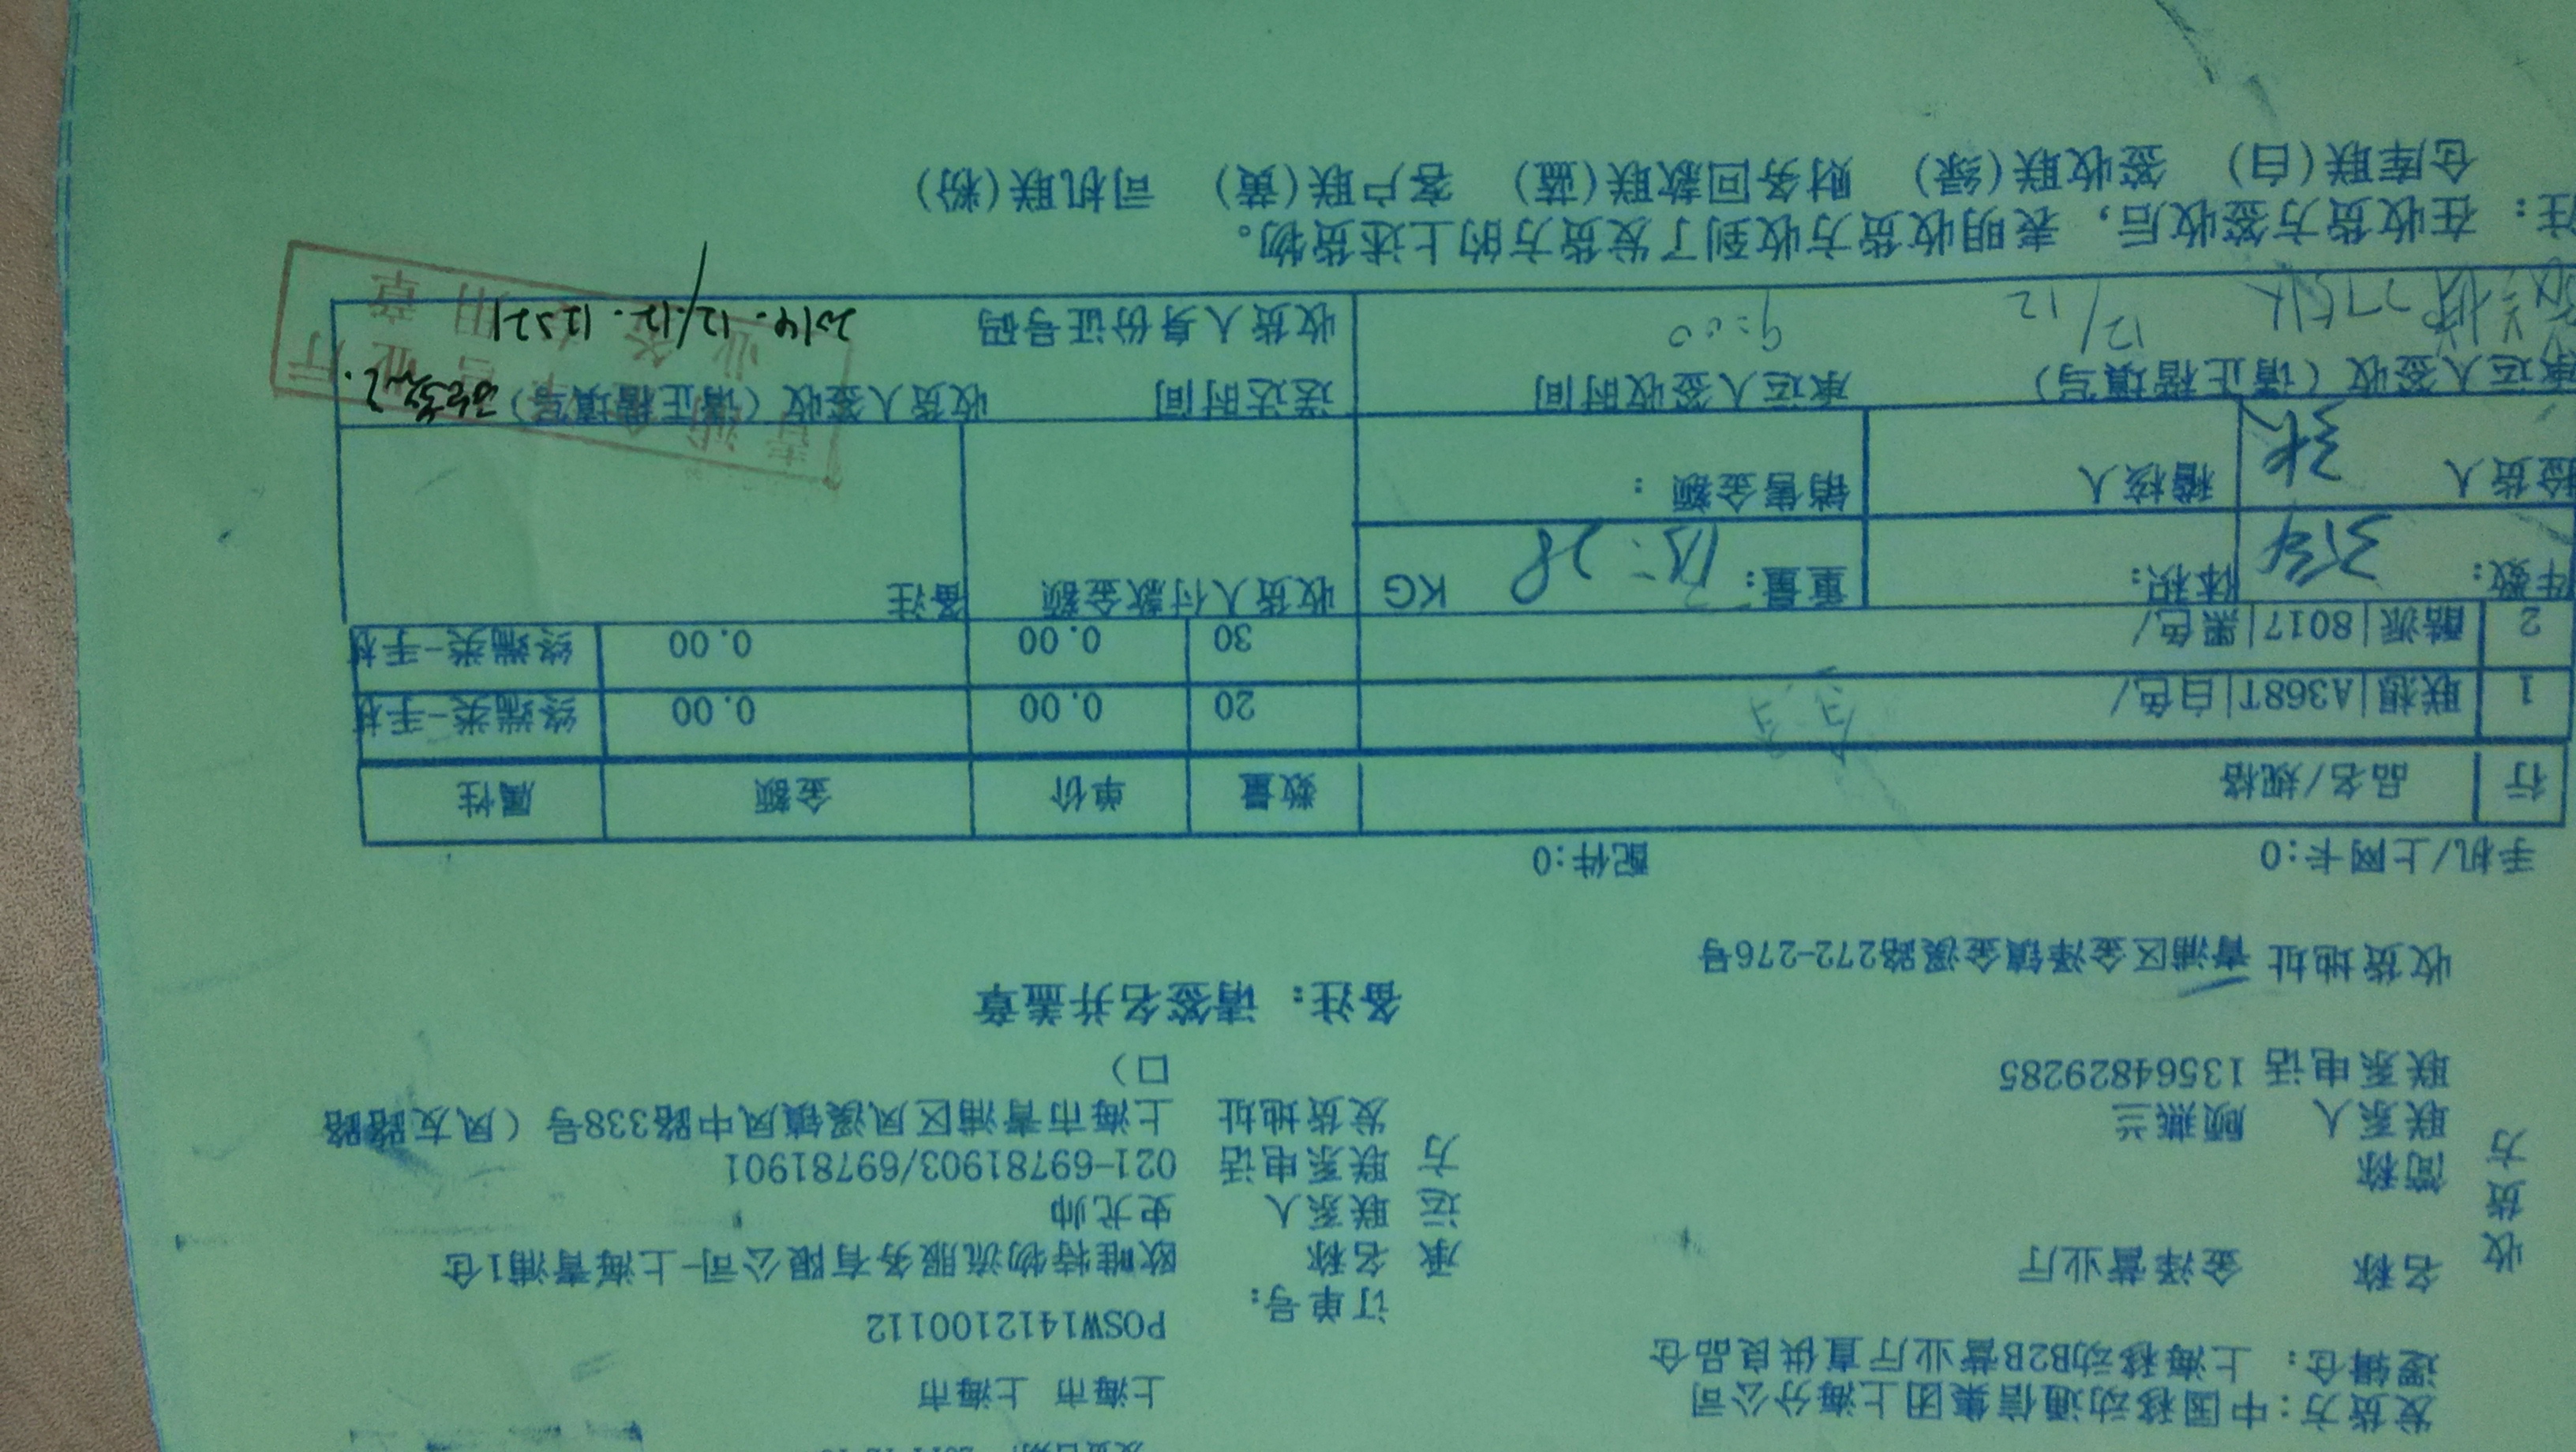 发货方:中国移动通信集团上海分公司 上海市 上海市
逻辑仓: 上海移动B2B营业厅直供良品仓
订单号: POSW1412100112
收货方 名称 金泽营业厅
简称
联系人 顾燕兰
联系电话 13564829285
收货地址 青浦区金泽镇金溪路272-276号
承运方 名称 欧唯特物流服务有限公司-上海青浦1仓
联系人 史尤帅
联系电话 021-69781903/69781901
发货地址 上海市青浦区凤溪镇凤中路338号（凤友路路
口）
备注: 请签名并盖章
手机/上网卡:0 配件:0
行 品名/规格 数量 单价 金额 属性
1 联想|A368T|白色/ 20 0.00 0.00 终端类-手
2 酷派|8017|黑色/ 30 0.00 0.00 终端类-手
件数: 体积: 重量: 28 KG 收货人付款金额 备注
验货人 稽核人 销售金额:
承运人签收（请正楷填写） 承运人签收时间 送达时间 收货人签收（请正楷填写）
12/12 9:00 收货人身份证号码 2014.12.12. 12:21
注: 在收货方签收后, 表明收货方收到了发货方的上述货物。
仓库联(白) 签收联(绿) 财务回款联(蓝) 客户联(黄) 司机联(粉)